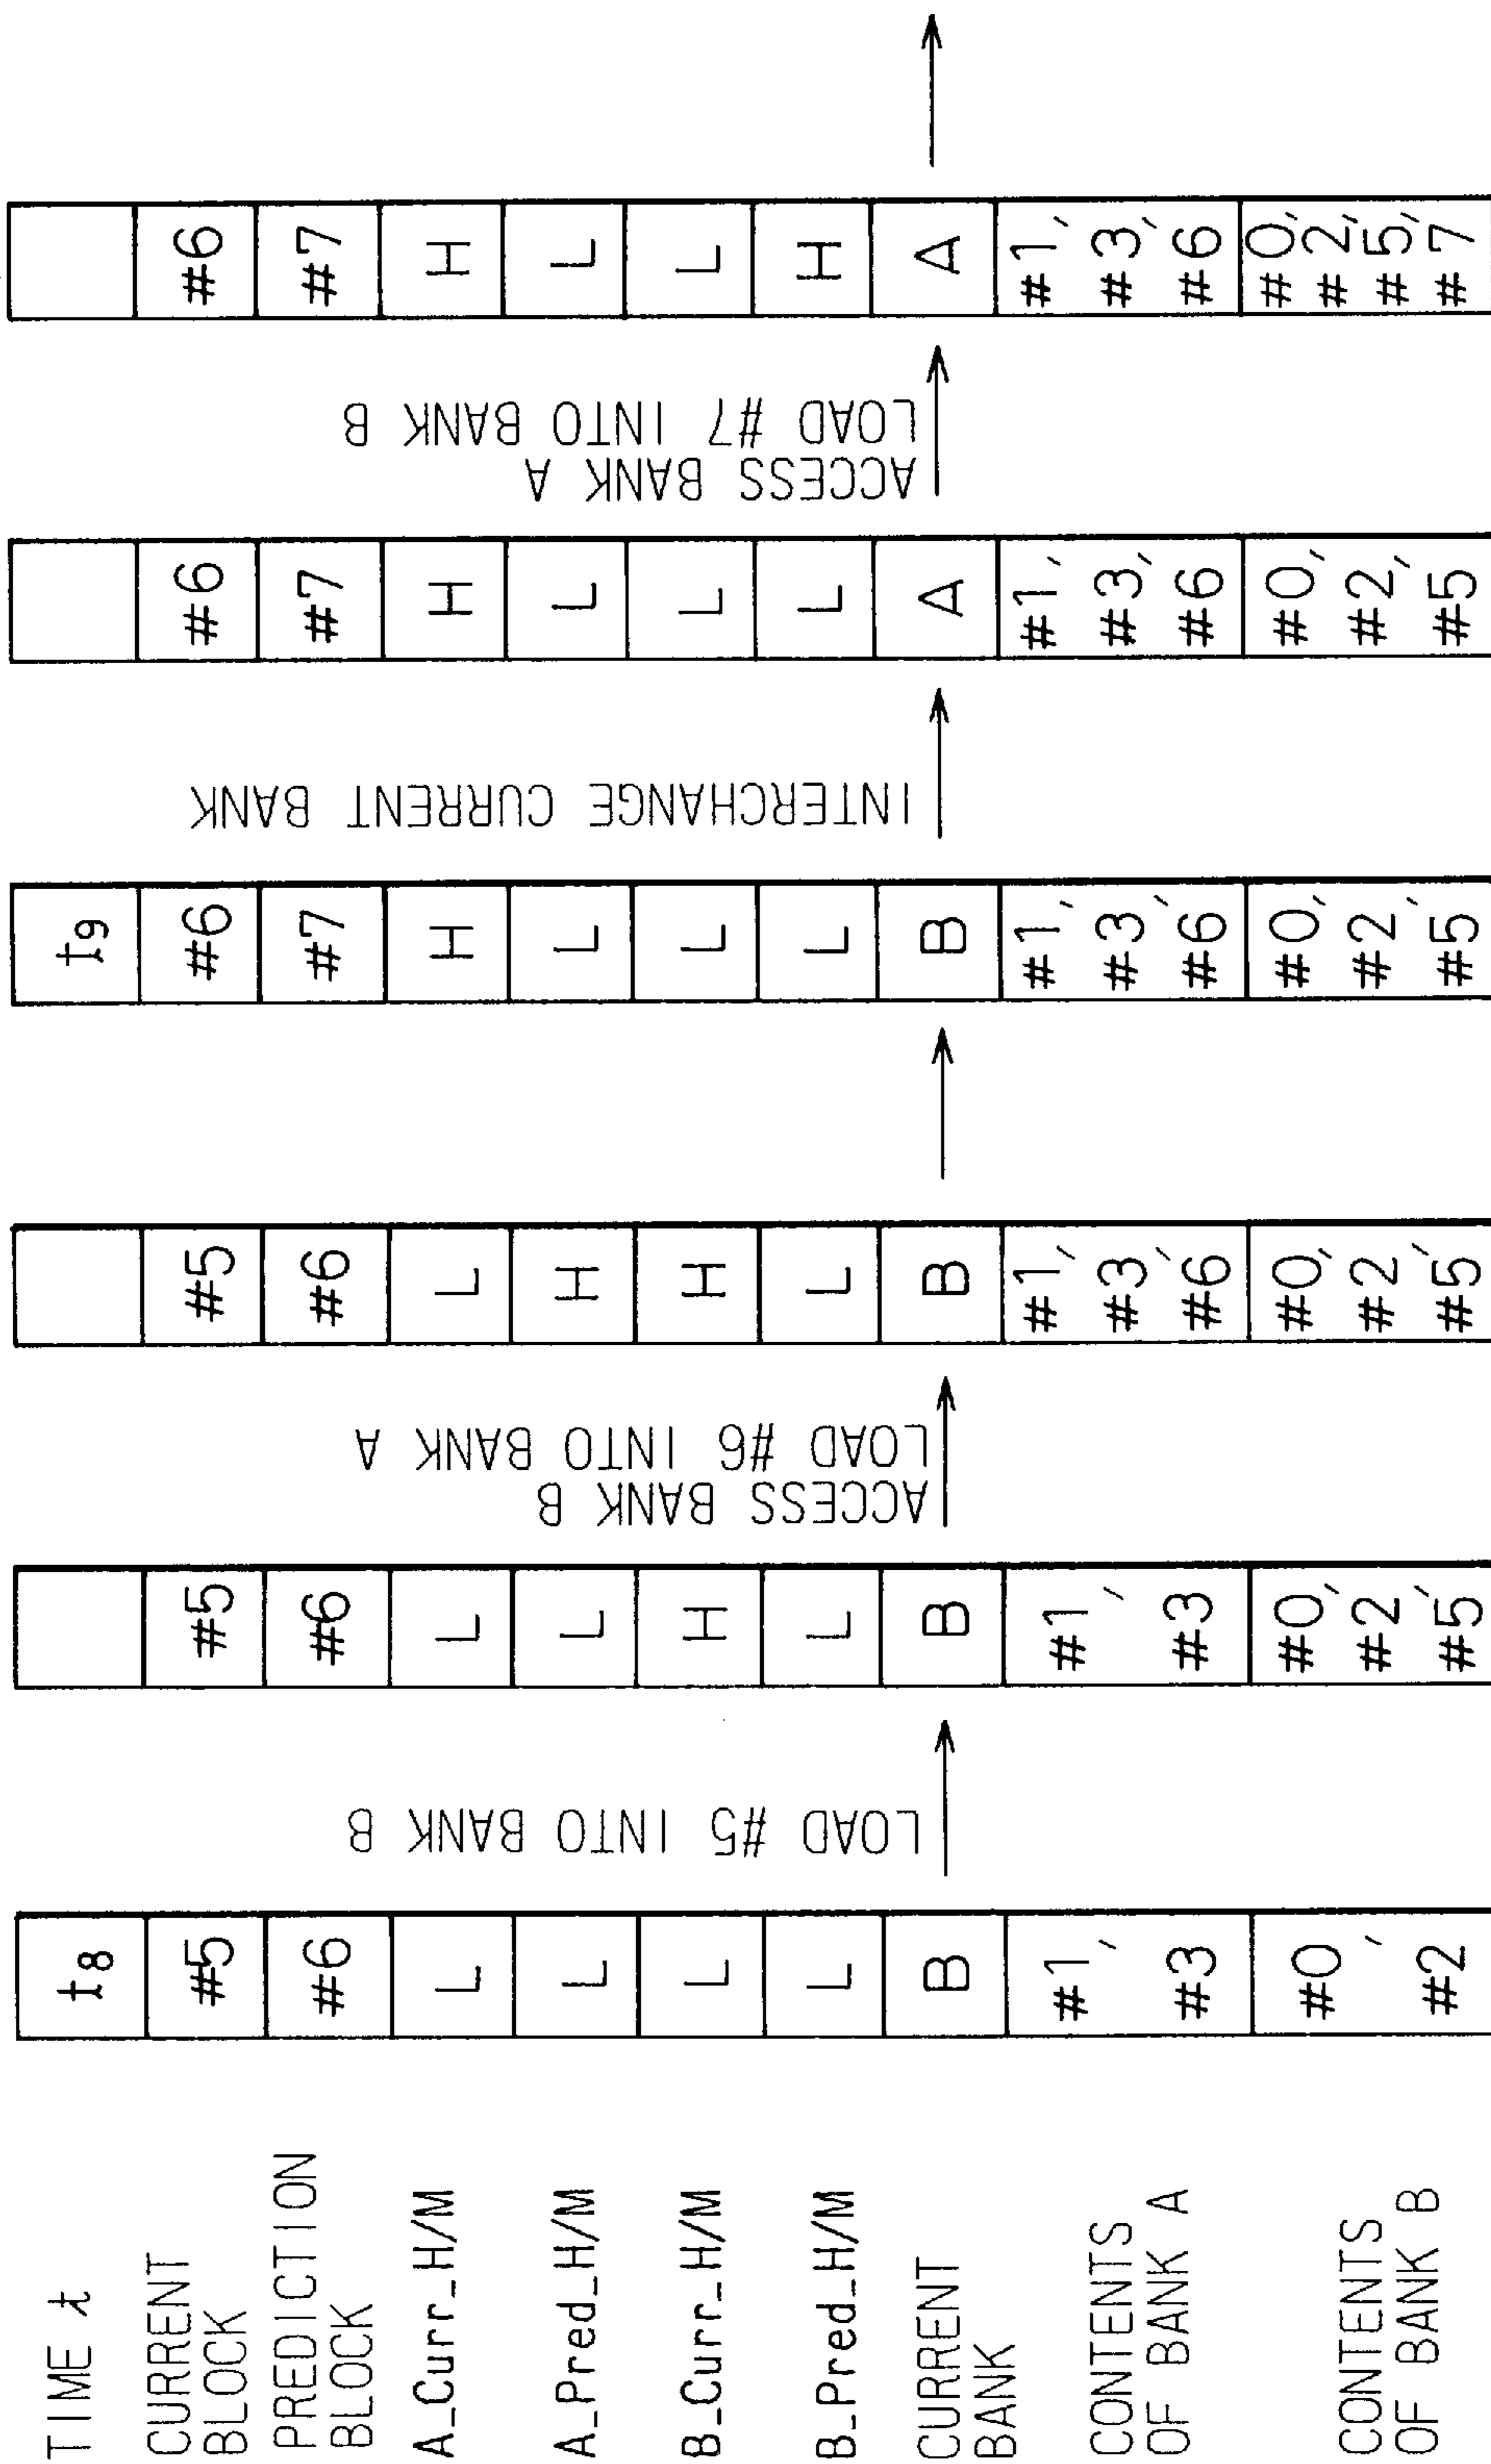 TIME t
CURRENT
BLOCK
PREDICTION
BLOCK
A_Curr_H/M
A_Pred_H/M
B_Curr_H/M
B_Pred_H/M
CURRENT
BANK
CONTENTS
OF BANK A
CONTENTS
OF BANK B
t8
#5
#6
L
L
L
L
B
#1,
#3
#0,
#2
LOAD #5 INTO BANK B
#5
#6
L
L
H
L
B
#1,
#3
#0,
#2,
#5
ACCESS BANK B
LOAD #6 INTO BANK A
#5
#6
L
H
H
L
B
#1,
#3,
#6
#0,
#2,
#5
t9
#6
#7
H
L
L
L
B
#1,
#3,
#6
#0,
#2,
#5
INTERCHANGE CURRENT BANK
#6
#7
H
L
L
L
A
#1,
#3,
#6
#0,
#2,
#5
ACCESS BANK A
LOAD #7 INTO BANK B
#6
#7
H
L
L
H
A
#1,
#3,
#6
#0,
#2,
#5,
#7